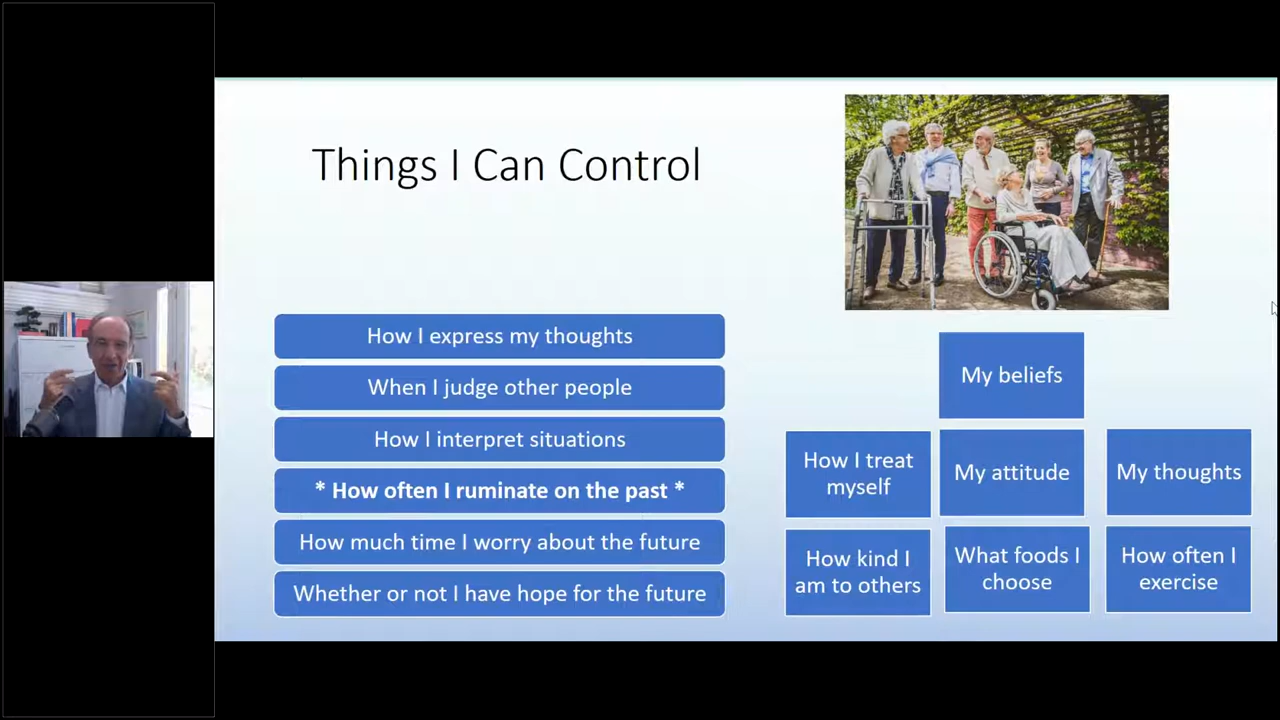 Things I Can Control
How I express my thoughts
When I judge other people
How I interpret situations
* How often I ruminate on the past *
How much time I worry about the future
Whether or not I have hope for the future
My beliefs
How I treat
myself
My attitude
My thoughts
How kind I
am to others
What foods I
choose
How often I
exercise